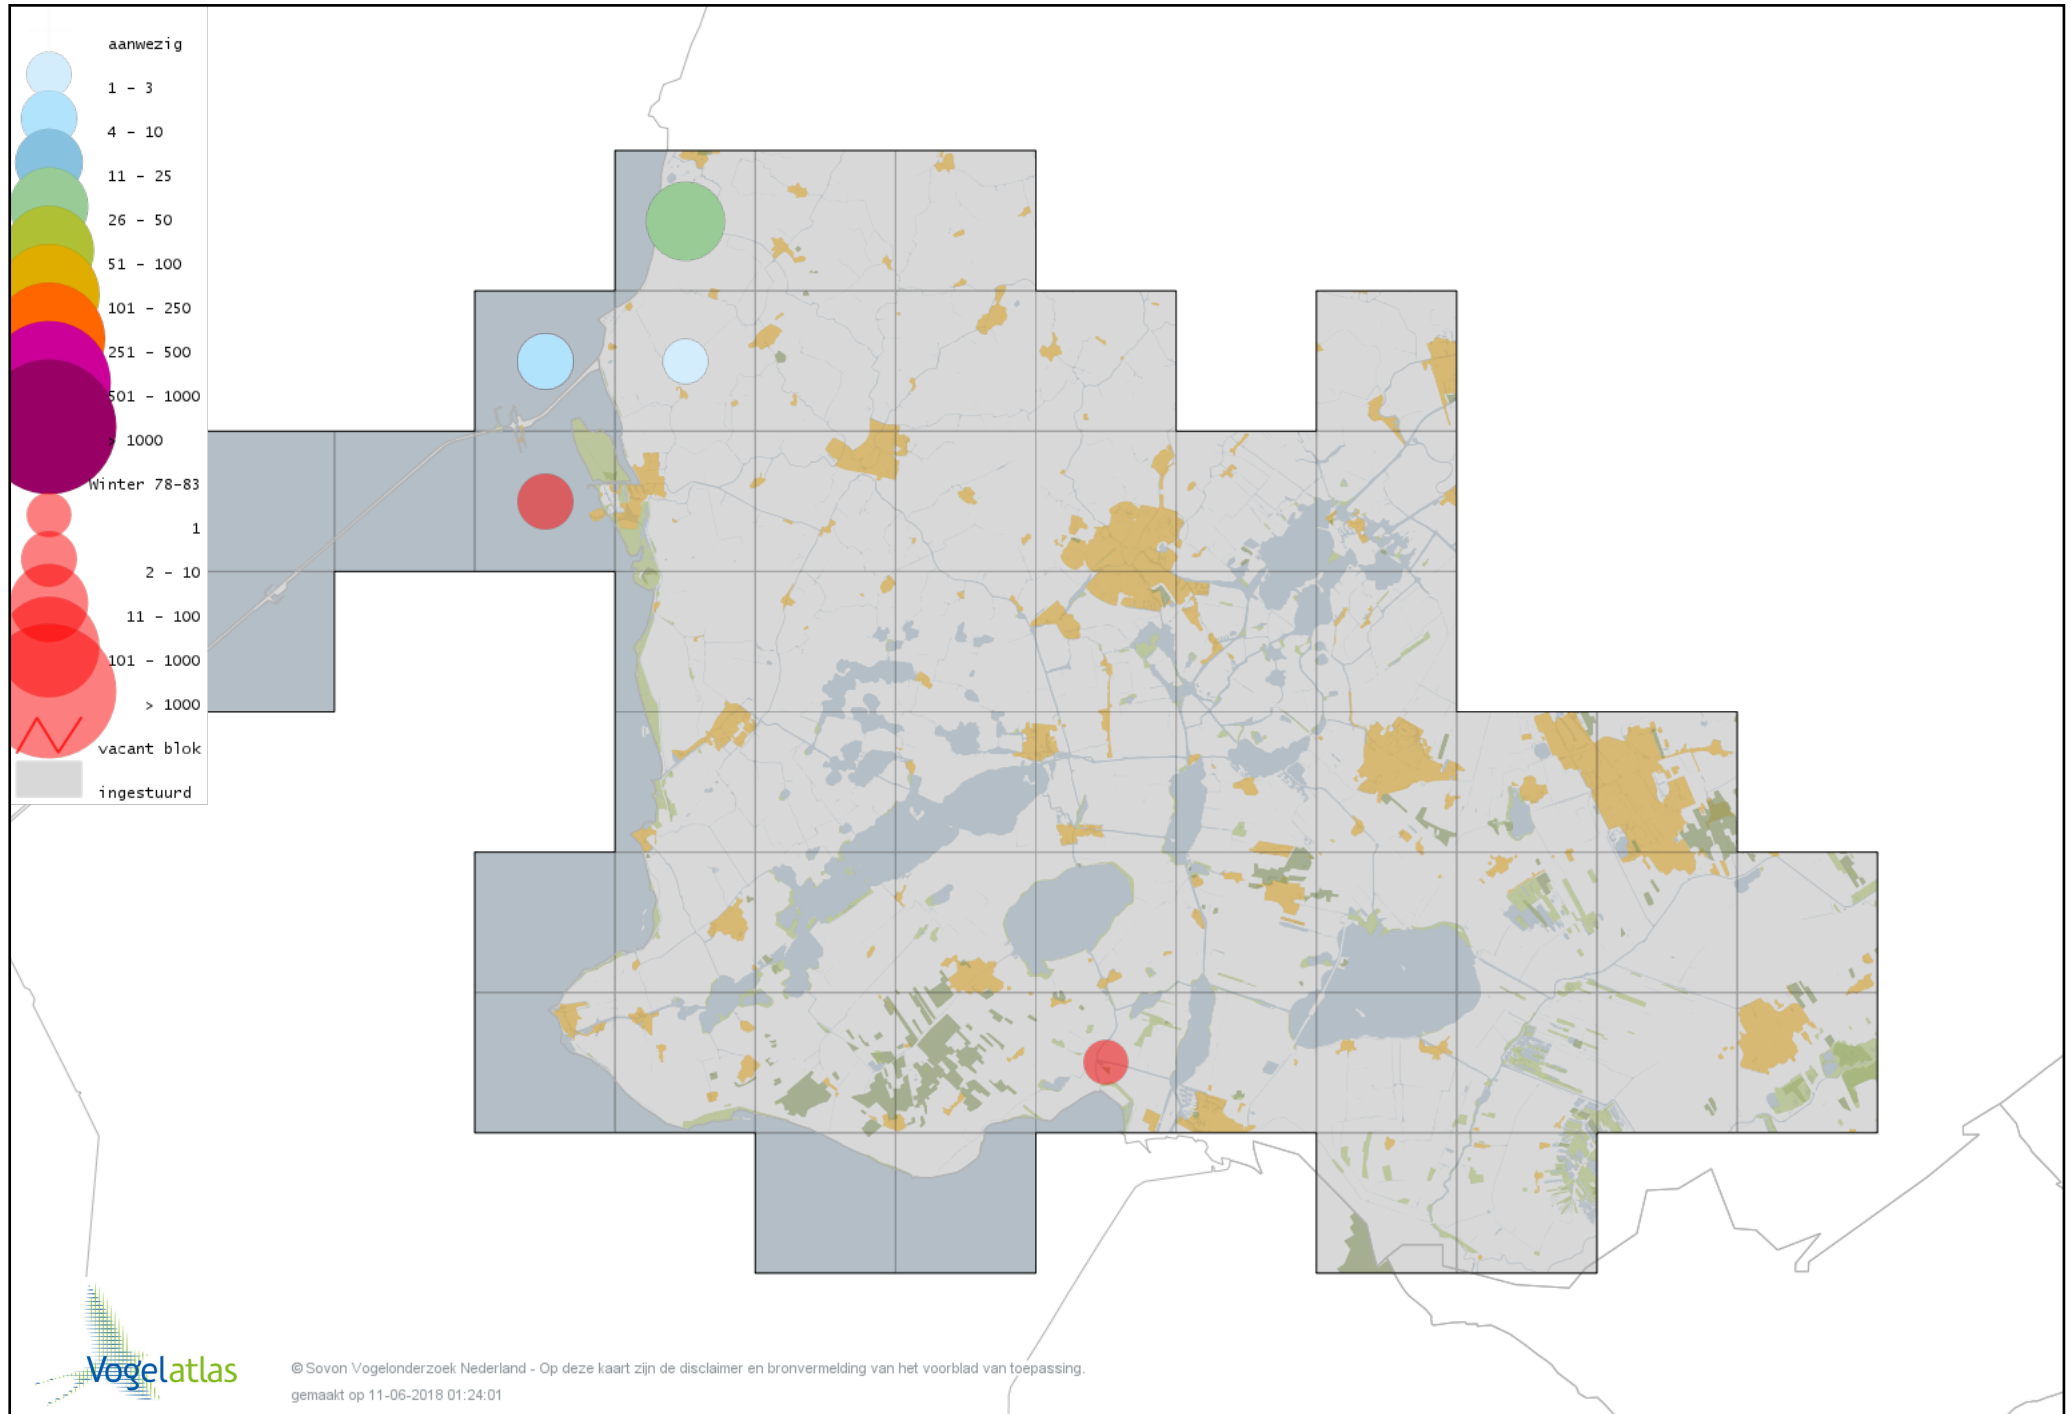 aanwezig
1 – 3
4 – 10
11 – 25
26 – 50
51 – 100
101 – 250
251 – 500
501 – 1000
> 1000
Winter 78-83
1
2 – 10
11 – 100
101 – 1000
> 1000
vacant blok
ingestuurd
Vogelatlas
© Sovon Vogelonderzoek Nederland - Op deze kaart zijn de disclaimer en bronvermelding van het voorblad van toepassing.
gemaakt op 11-06-2018 01:24:01